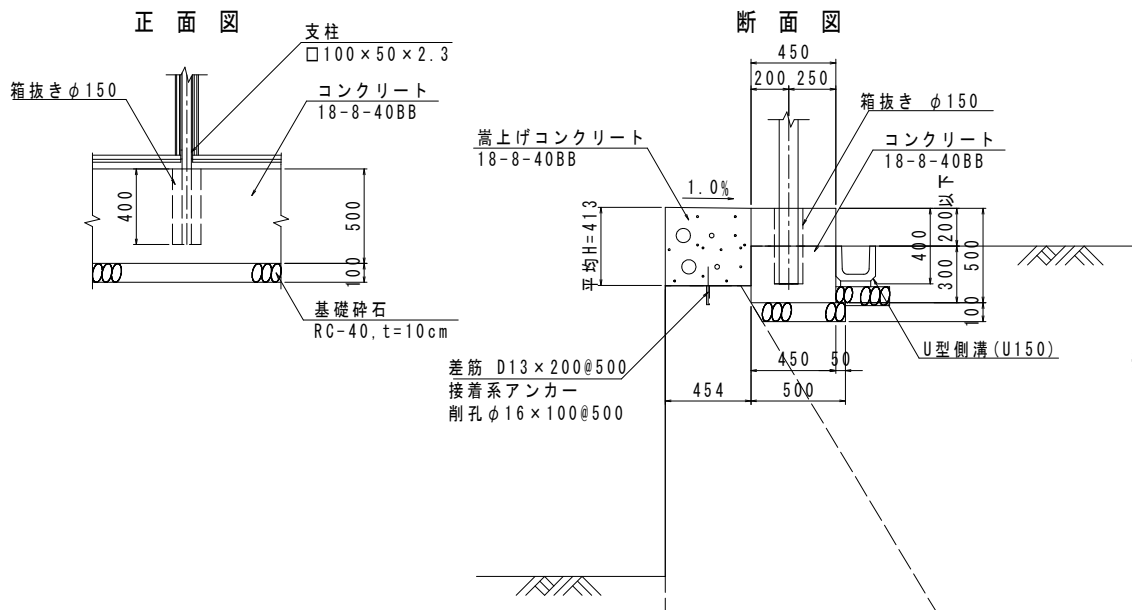 正面図
支柱
□100×50×2.3
箱抜きφ150
コンクリート
18-8-40BB
400
500
100
基礎砕石
RC-40,t=10cm
断面図
450
200 250
箱抜き φ150
嵩上げコンクリート
18-8-40BB
コンクリート
18-8-40BB
1.0%
平均H=413
400
200以下
300
500
100
U型側溝(U150)
450 50
454 500
差筋 D13×200@500
接着系アンカー
削孔φ16×100@500